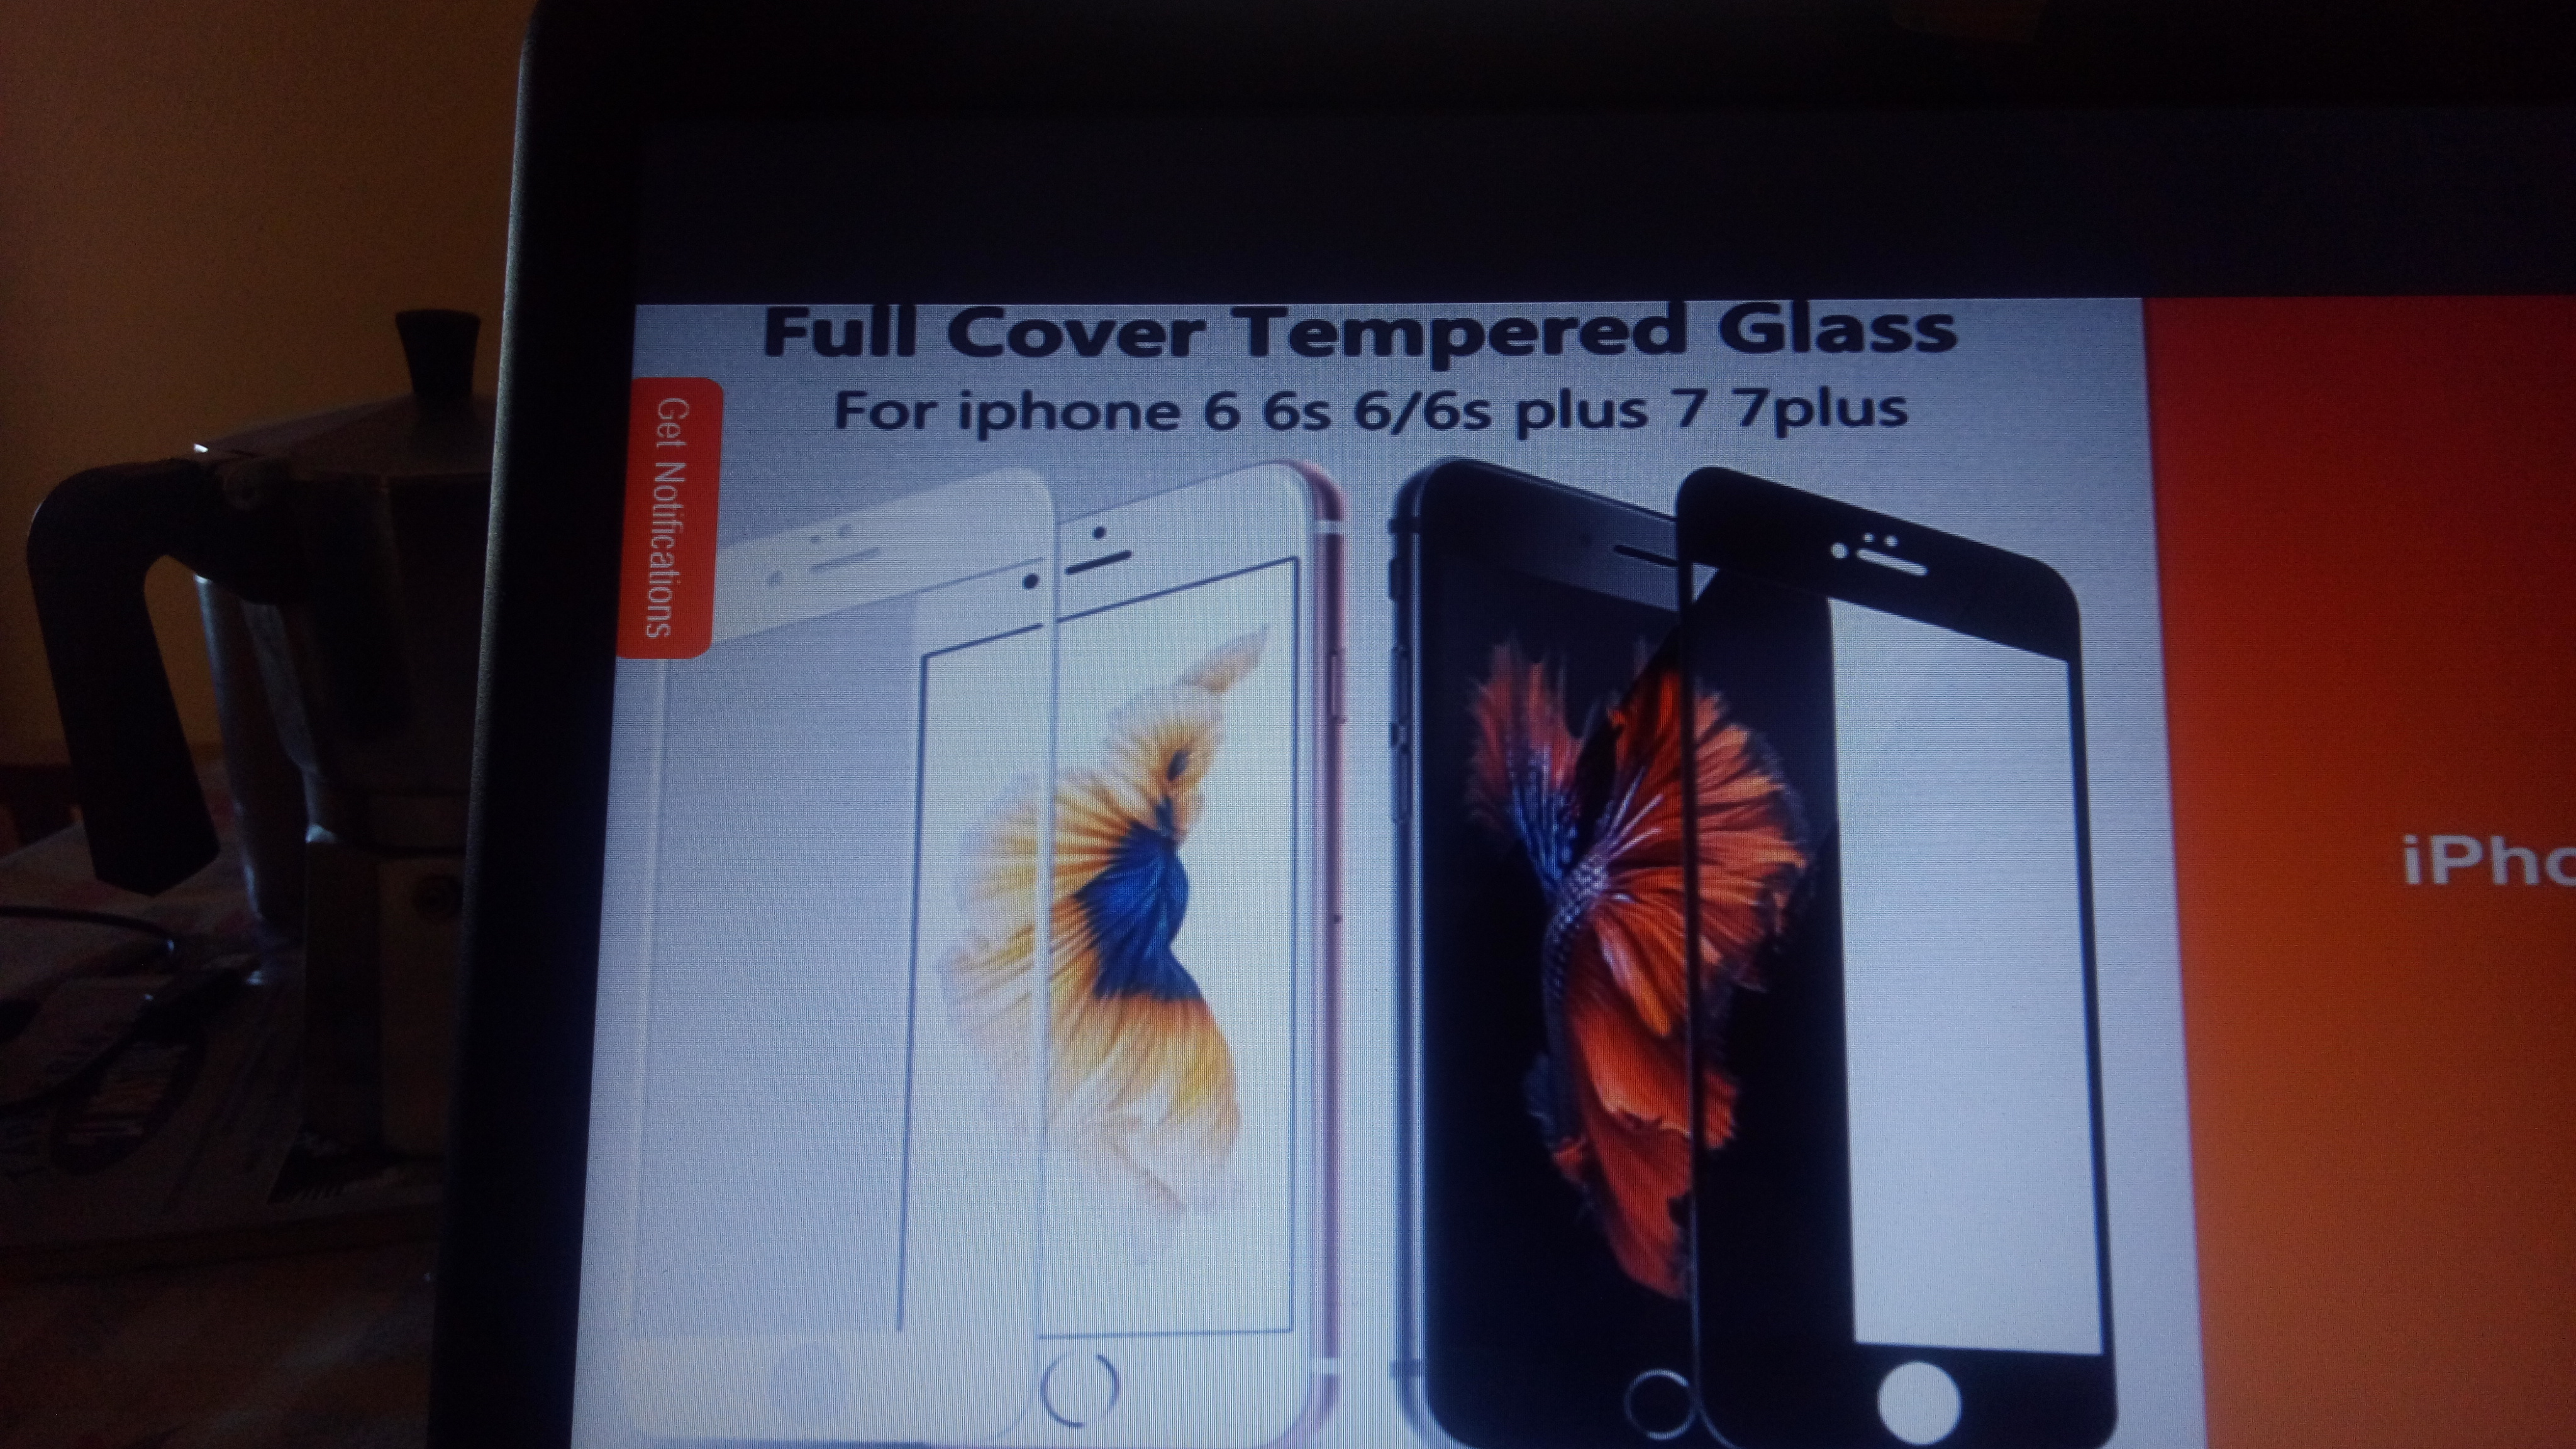 Full Cover Tempered Glass
For iphone 6 6s 6/6s plus 7 7plus
Get Notifications
iPho